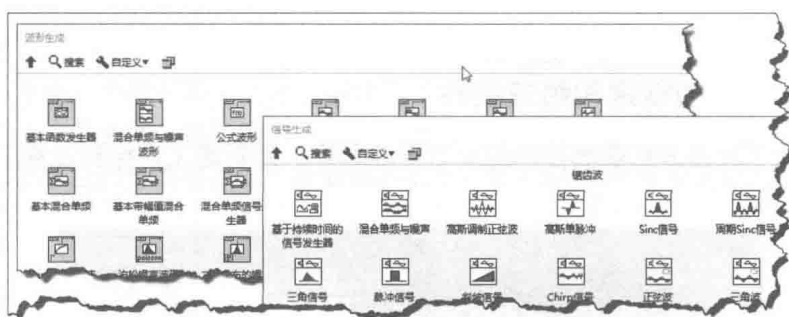 波形生成
搜索 自定义▼
基本函数发生器 混合单频与噪声波形 公式波形
基本混合单频 基本带幅值混合单频 混合单频信号
生器
信号生成
搜索 自定义▼
锯齿波
基于持续时间的信号发生器 混合单频与噪声 高斯调制正弦波 高斯单脉冲 Sinc信号 周期Sinc信号
三角信号 脉冲信号 斜坡信号 Chirp信号 正弦波 三角波